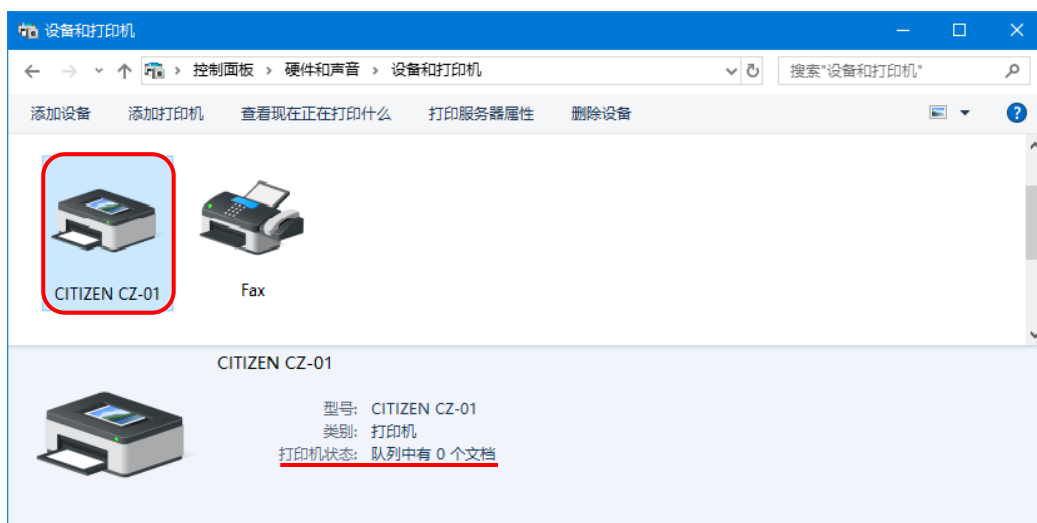 设备和打印机
控制面板 › 硬件和声音 › 设备和打印机
搜索"设备和打印机"
添加设备 添加打印机 查看现在正在打印什么 打印服务器属性 删除设备
CITIZEN CZ-01
Fax
CITIZEN CZ-01
型号: CITIZEN CZ-01
类别: 打印机
打印机状态: 队列中有 0 个文档